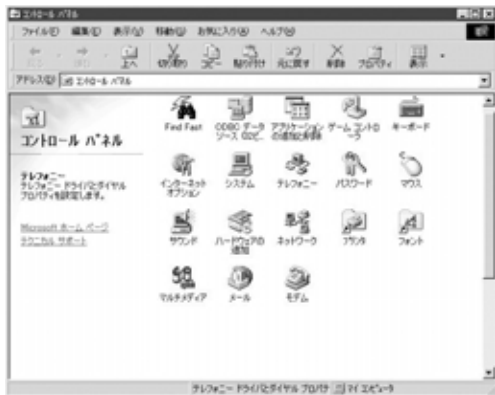 コントロール パネル
ファイル(F) 編集(E) 表示(V) 移動(G) お気に入り(A) ヘルプ(H)
戻る 進む 上へ 切り取り コピー 貼り付け 元に戻す 削除 プロパティ 表示
アドレス(D) コントロール パネル
コントロール パネル
テレフォニー
テレフォニー ドライバとダイヤル
プロパティを設定します。
Microsoft ホーム ページ
テクニカル サポート
Find Fast
ODBC データ
ソース (32ビ...
アプリケーション
の追加と削除
ゲーム コントロ
ーラ
キーボード
インターネット
オプション
システム
テレフォニー
パスワード
マウス
サウンド
ハードウェアの
追加
ネットワーク
プリンタ
フォント
マルチメディア
メール
モデム
テレフォニー ドライバとダイヤル プロパティ
マイ コンピュータ